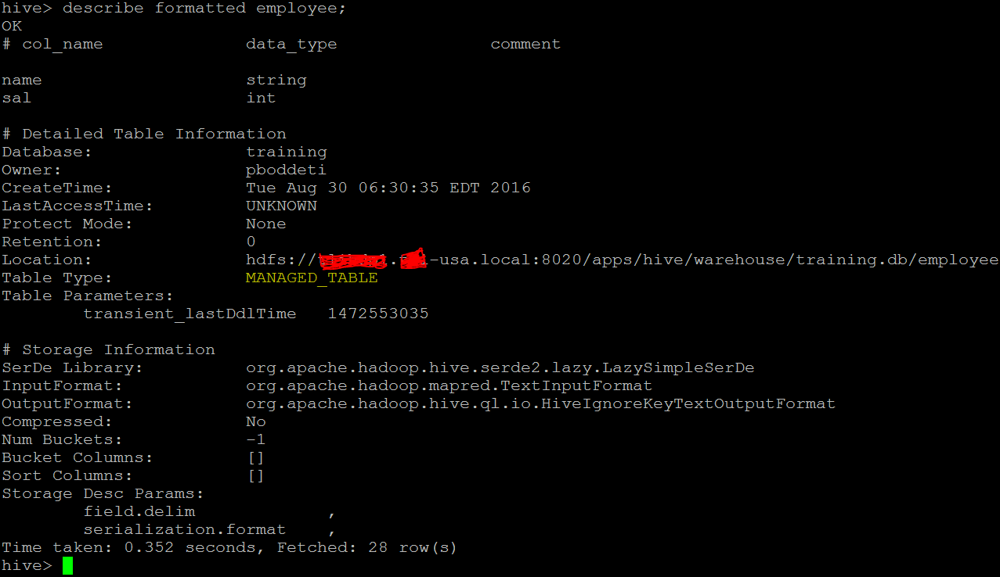 hive> describe formatted employee;
OK
# col_name data_type comment
name string
sal int
# Detailed Table Information
Database: training
Owner: pboddeti
CreateTime: Tue Aug 30 06:30:35 EDT 2016
LastAccessTime: UNKNOWN
Protect Mode: None
Retention: 0
Location: hdfs:// -usa.local:8020/apps/hive/warehouse/training.db/employee
Table Type: MANAGED_TABLE
Table Parameters:
transient_lastDdlTime 1472553035
# Storage Information
SerDe Library: org.apache.hadoop.hive.serde2.lazy.LazySimpleSerDe
InputFormat: org.apache.hadoop.mapred.TextInputFormat
OutputFormat: org.apache.hadoop.hive.ql.io.HiveIgnoreKeyTextOutputFormat
Compressed: No
Num Buckets: -1
Bucket Columns: []
Sort Columns: []
Storage Desc Params:
field.delim ,
serialization.format ,
Time taken: 0.352 seconds, Fetched: 28 row(s)
hive>